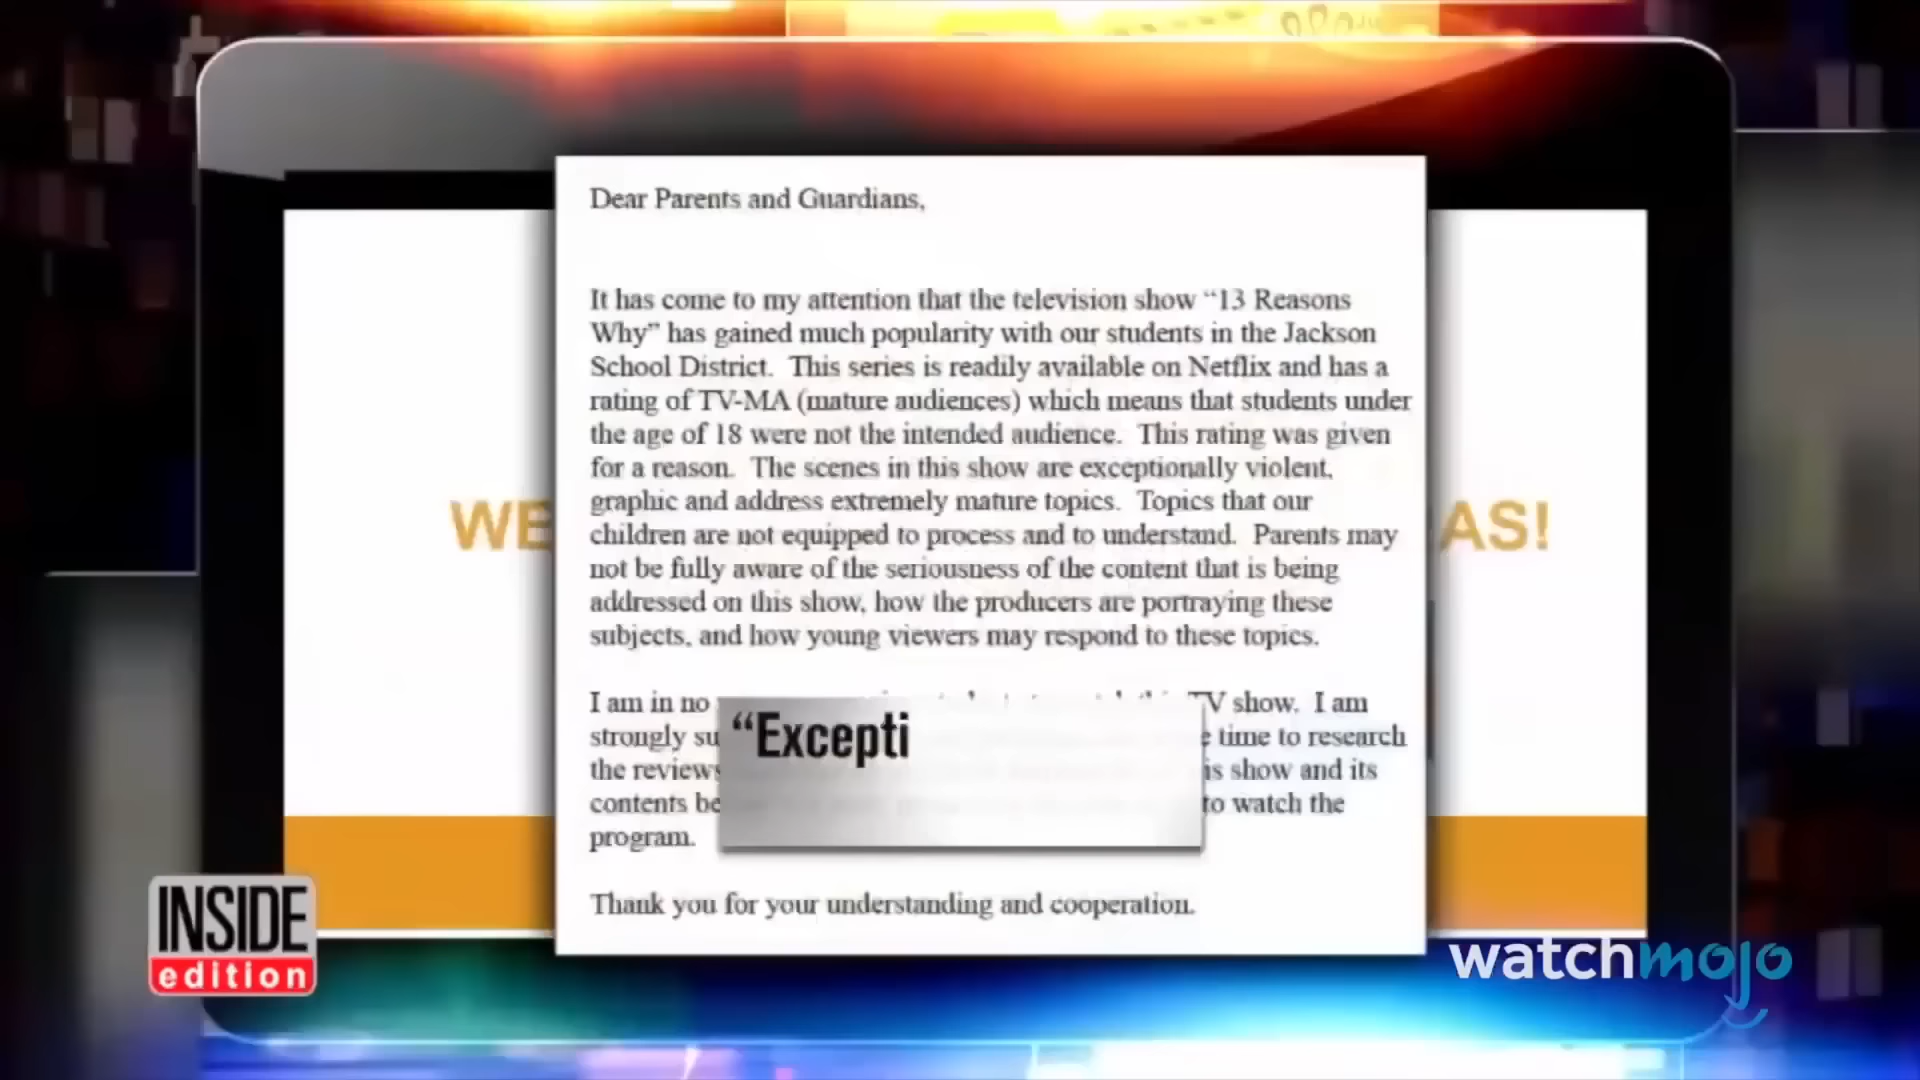 Dear Parents and Guardians,
It has come to my attention that the television show “13 Reasons
Why” has gained much popularity with our students in the Jackson
School District. This series is readily available on Netflix and has a
rating of TV-MA (mature audiences) which means that students under
the age of 18 were not the intended audience. This rating was given
for a reason. The scenes in this show are exceptionally violent,
graphic and address extremely mature topics. Topics that our
children are not equipped to process and to understand. Parents may
not be fully aware of the seriousness of the content that is being
addressed on this show, how the producers are portraying these
subjects, and how young viewers may respond to these topics.
I am in no TV show. I am
strongly su time to research
the reviews is show and its
contents be to watch the
program.
“Excepti
Thank you for your understanding and cooperation.
WE AS!
INSIDE
edition
watchmojo